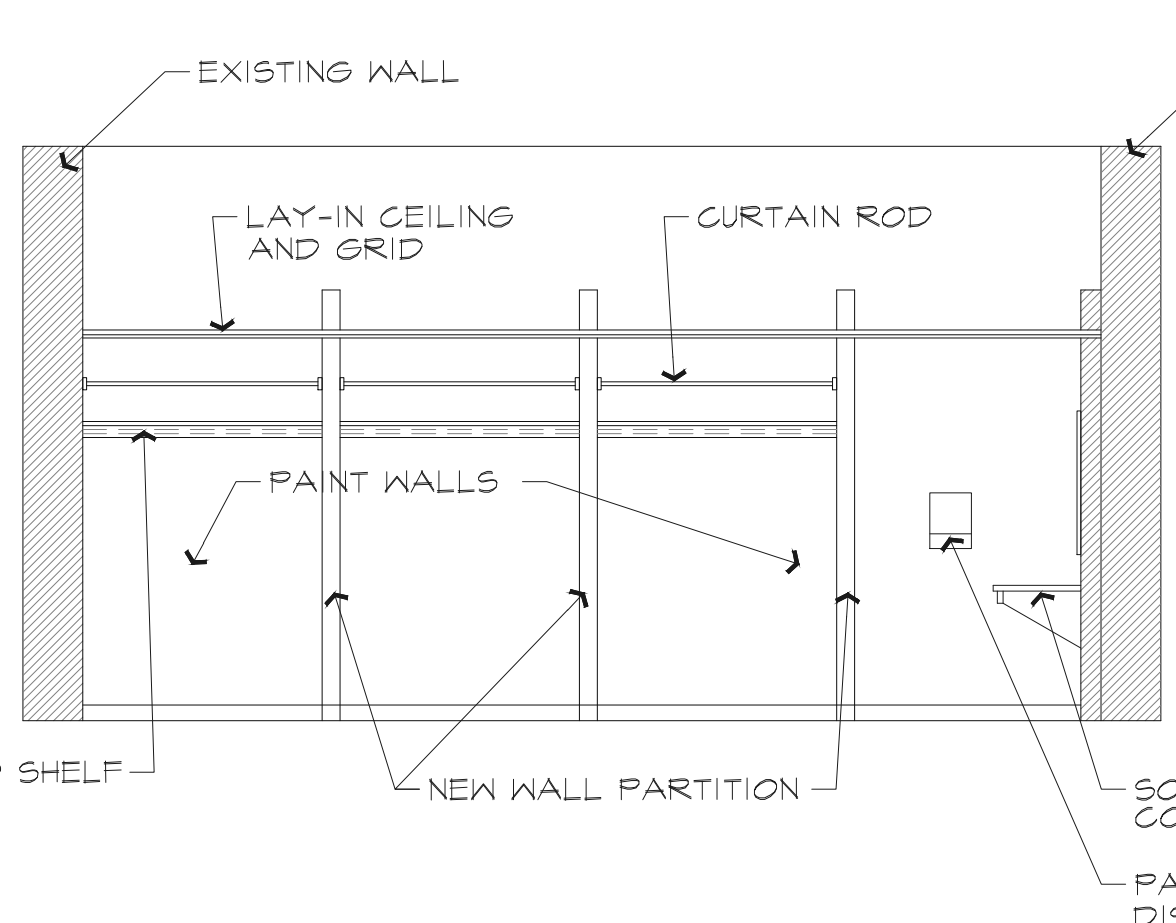 EXISTING WALL
LAY-IN CEILING
AND GRID
CURTAIN ROD
PAINT WALLS
SHELF
NEW WALL PARTITION